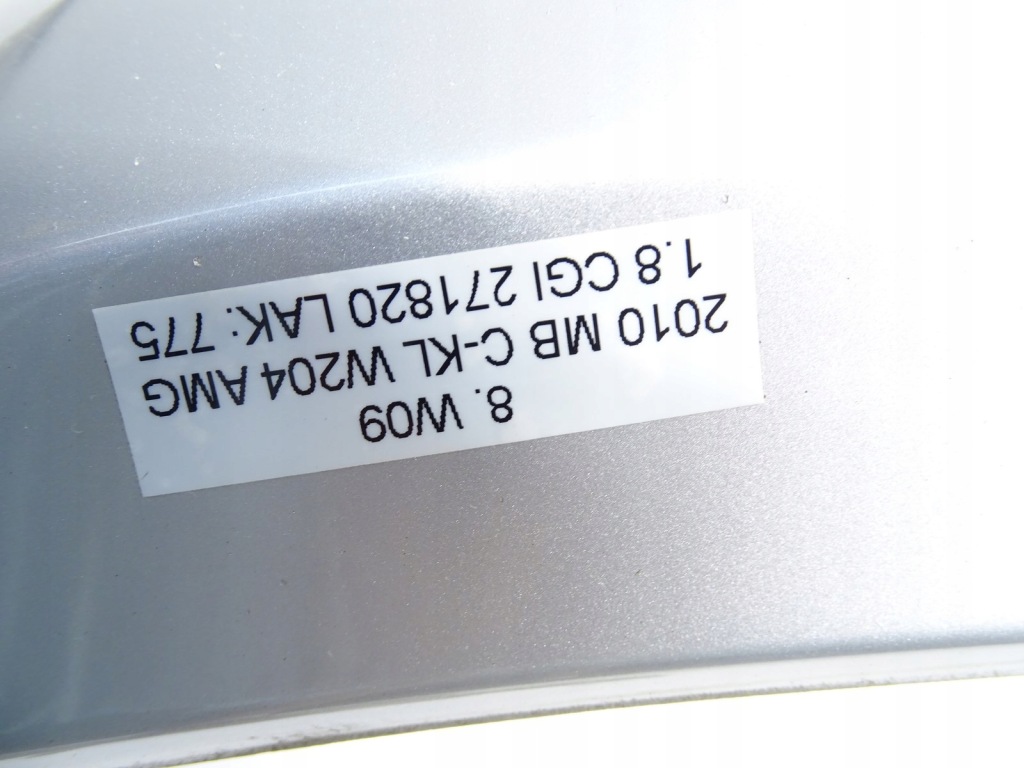 8. W09
2010 MB C-KL W204 AMG
1.8 CGI 271820 LAK: 775